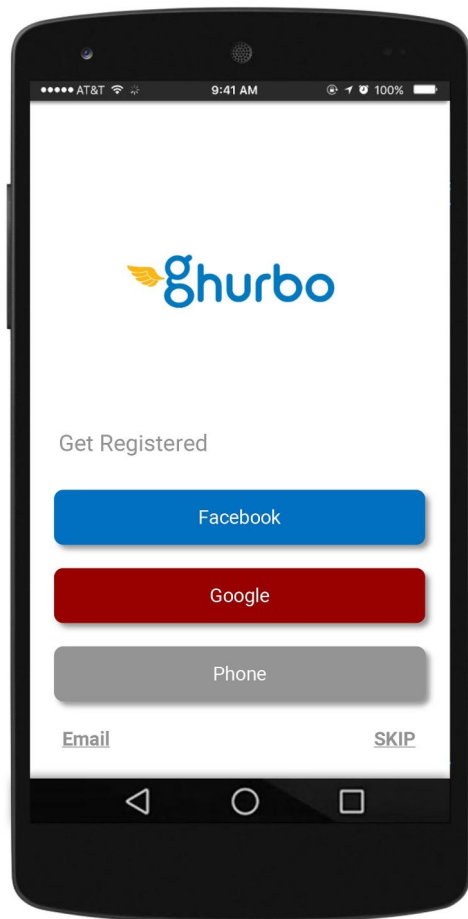 AT&T 9:41 AM 100%
ghurbo
Get Registered
Facebook
Google
Phone
Email SKIP